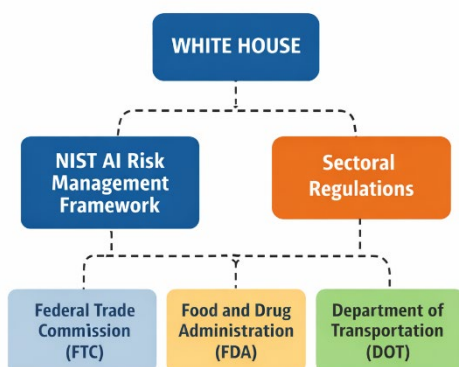 WHITE HOUSE
NIST AI Risk
Management
Framework
Sectoral
Regulations
Federal Trade
Commission
(FTC)
Food and Drug
Administration
(FDA)
Department of
Transportation
(DOT)